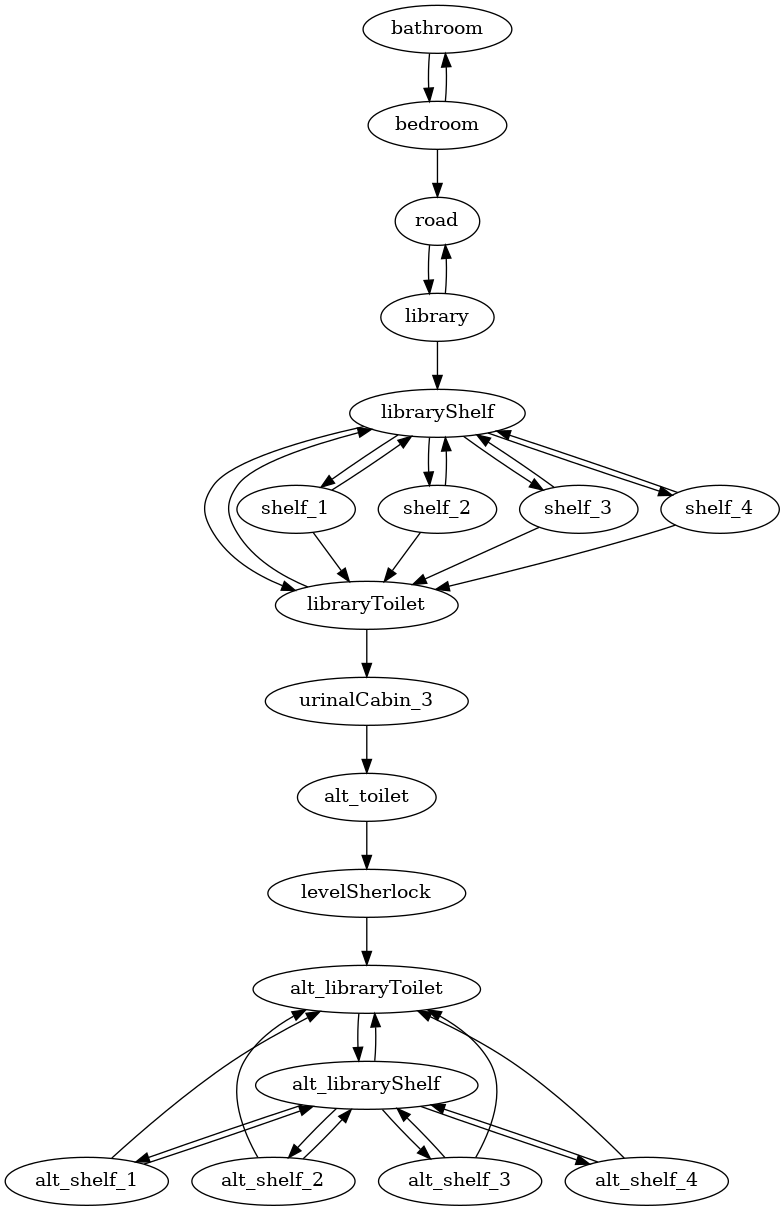 bathroom
bedroom
road
library
libraryShelf
shelf_1
shelf_2
shelf_3
shelf_4
libraryToilet
urinalCabin_3
alt_toilet
levelSherlock
alt_libraryToilet
alt_libraryShelf
alt_shelf_1
alt_shelf_2
alt_shelf_3
alt_shelf_4